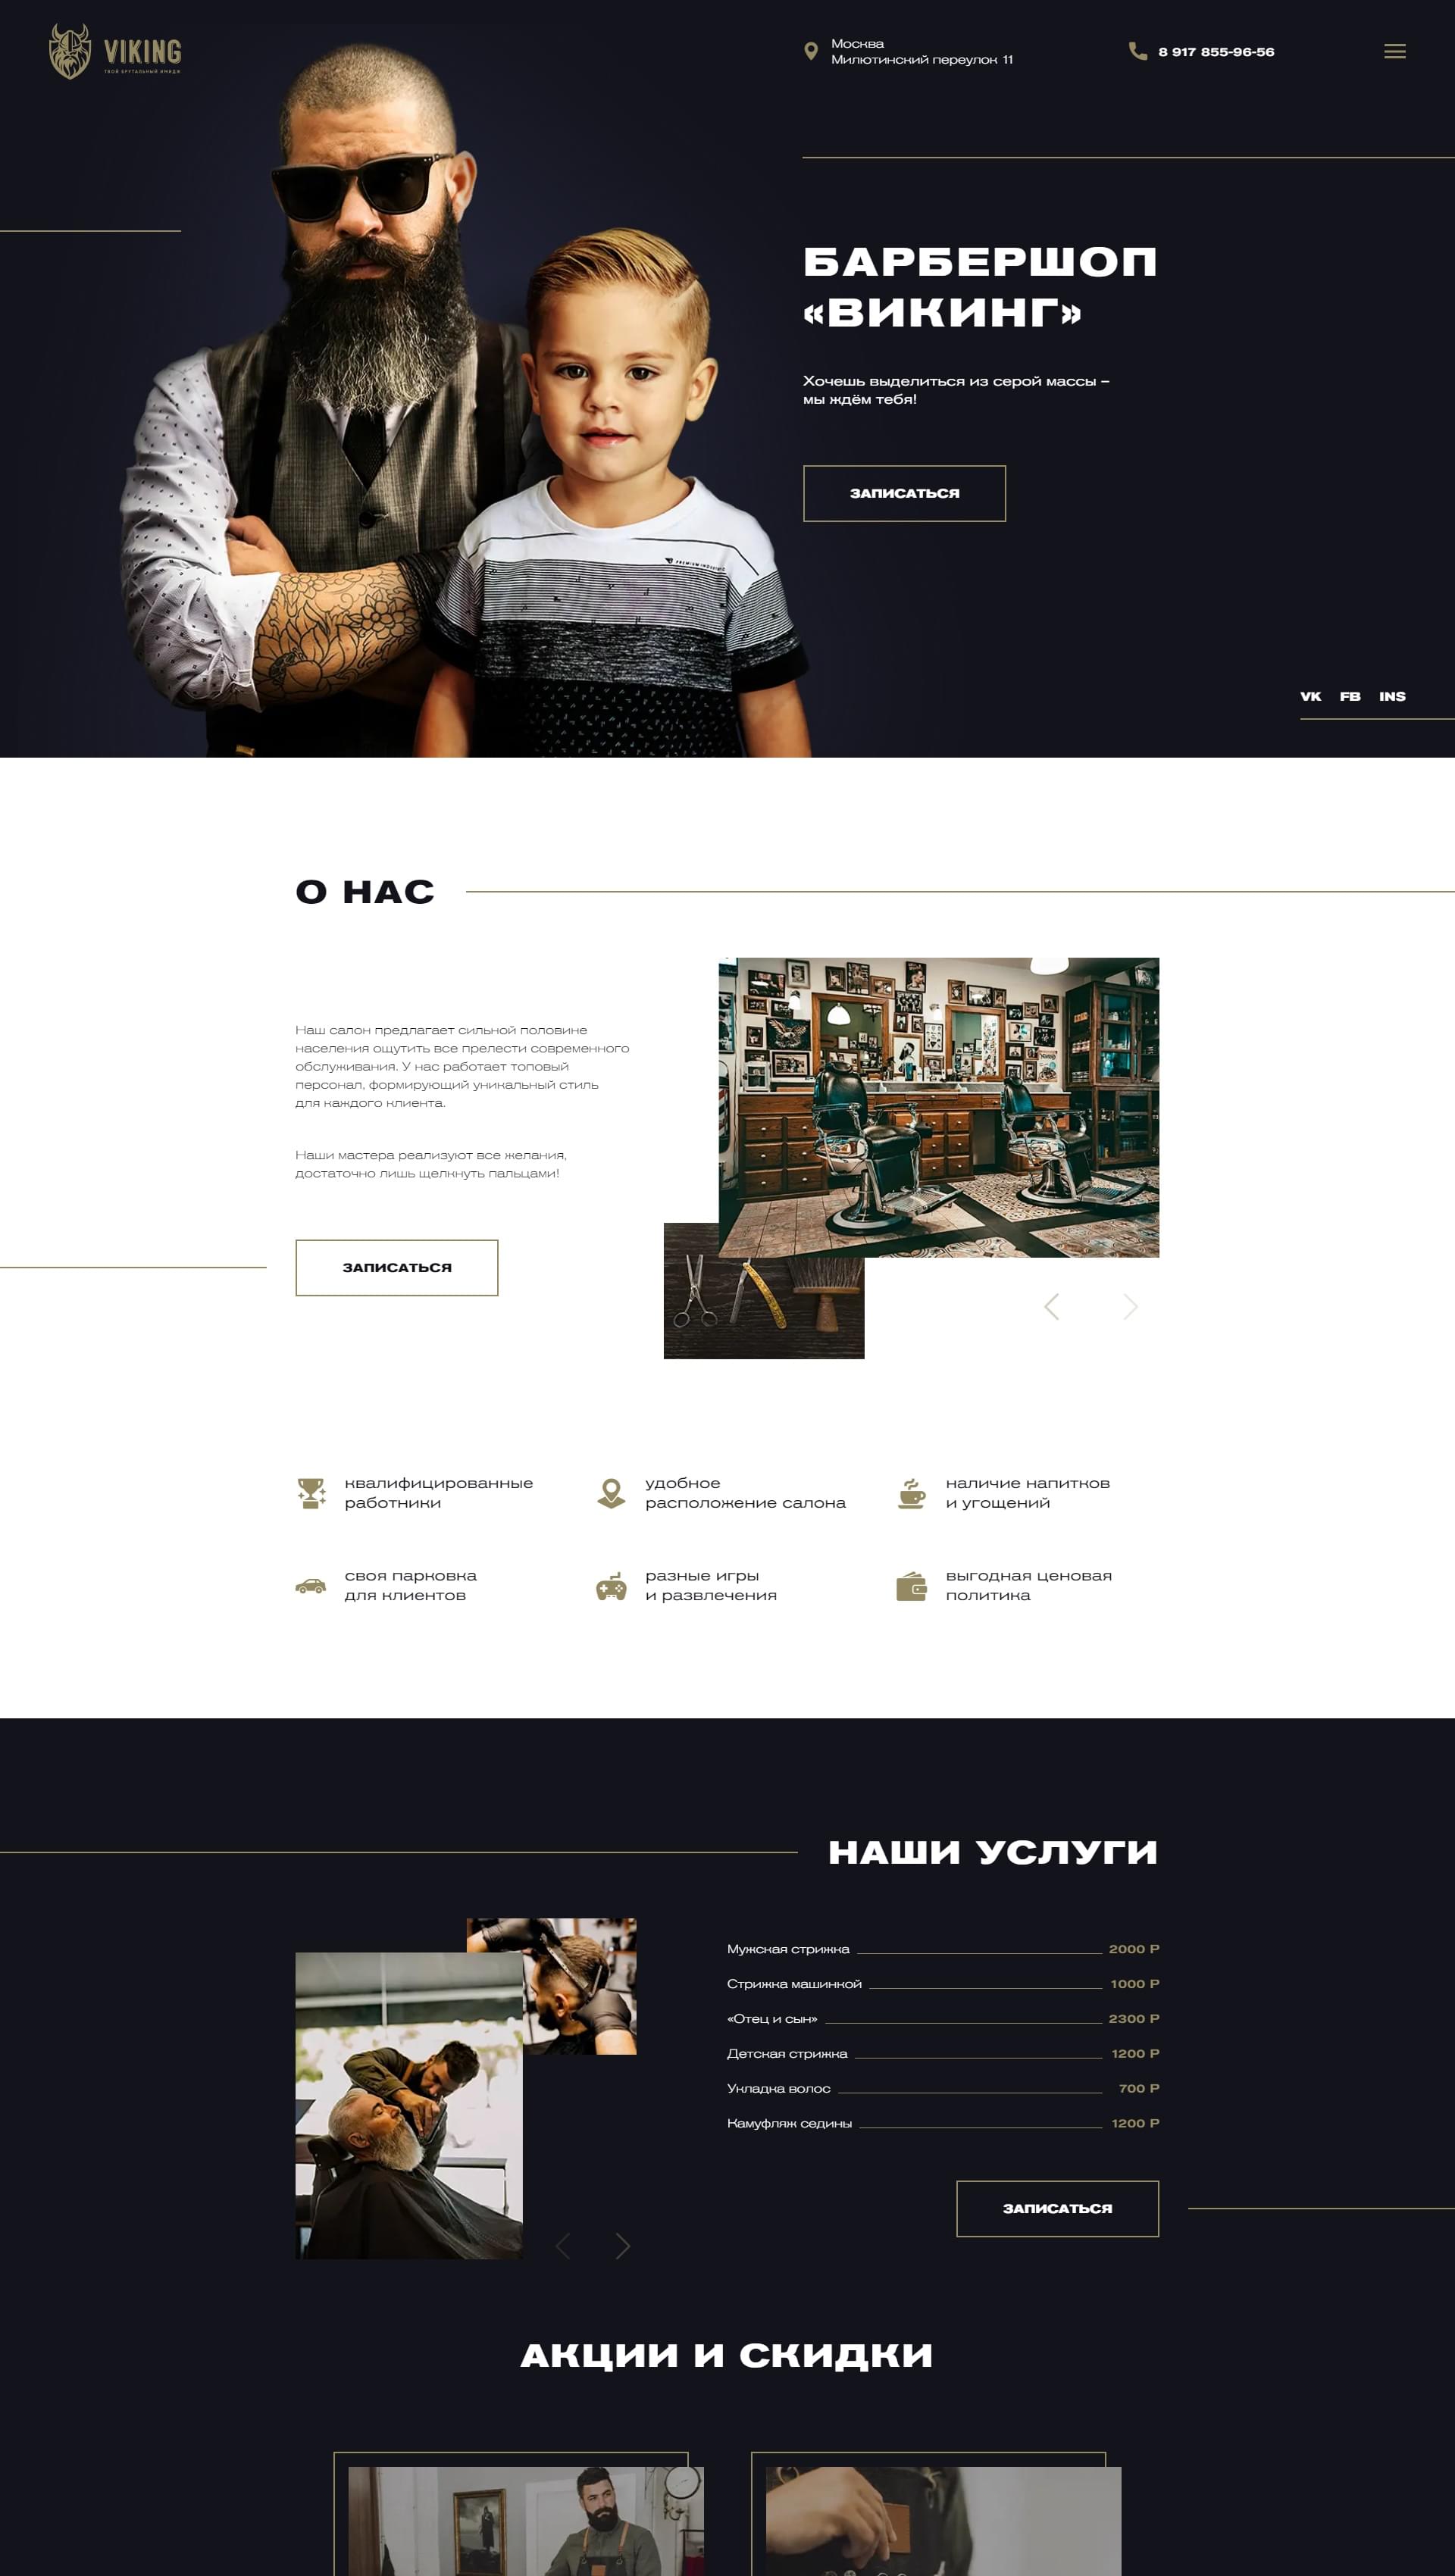 VIKING
ТВОЙ БРУТАЛЬНЫЙ ИМИДЖ
Москва
Милютинский переулок 11
8 917 855-96-56
БАРБЕРШОП
«ВИКИНГ»
Хочешь выделиться из серой массы –
мы ждём тебя!
ЗАПИСАТЬСЯ
VK FB INS
О НАС
Наш салон предлагает сильной половине
населения ощутить все прелести современного
обслуживания. У нас работает топовый
персонал, формирующий уникальный стиль
для каждого клиента.
Наши мастера реализуют все желания,
достаточно лишь щелкнуть пальцами!
ЗАПИСАТЬСЯ
квалифицированные
работники
удобное
расположение салона
наличие напитков
и угощений
своя парковка
для клиентов
разные игры
и развлечения
выгодная ценовая
политика
НАШИ УСЛУГИ
Мужская стрижка 2000 Р
Стрижка машинкой 1000 Р
«Отец и сын» 2300 Р
Детская стрижка 1200 Р
Укладка волос 700 Р
Камуфляж седины 1200 Р
ЗАПИСАТЬСЯ
АКЦИИ И СКИДКИ